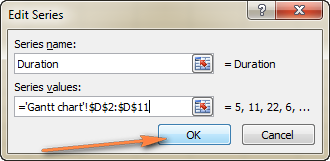 Edit Series
Series name:
Duration = Duration
Series values:
='Gantt chart'!$D$2:$D$11 = 5, 11, 22, 6, ...
OK Cancel